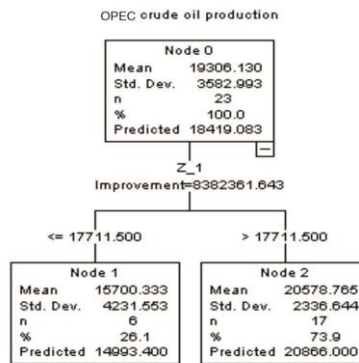 OPEC crude oil production
Node 0
Mean 19306.130
Std. Dev. 3582.993
n 23
% 100.0
Predicted 18419.083
Z_1
Improvement=8382361.643
<= 17711.500
> 17711.500
Node 1
Mean 15700.333
Std. Dev. 4231.553
n 6
% 26.1
Predicted 14993.400
Node 2
Mean 20578.765
Std. Dev. 2336.644
n 17
% 73.9
Predicted 20866.000